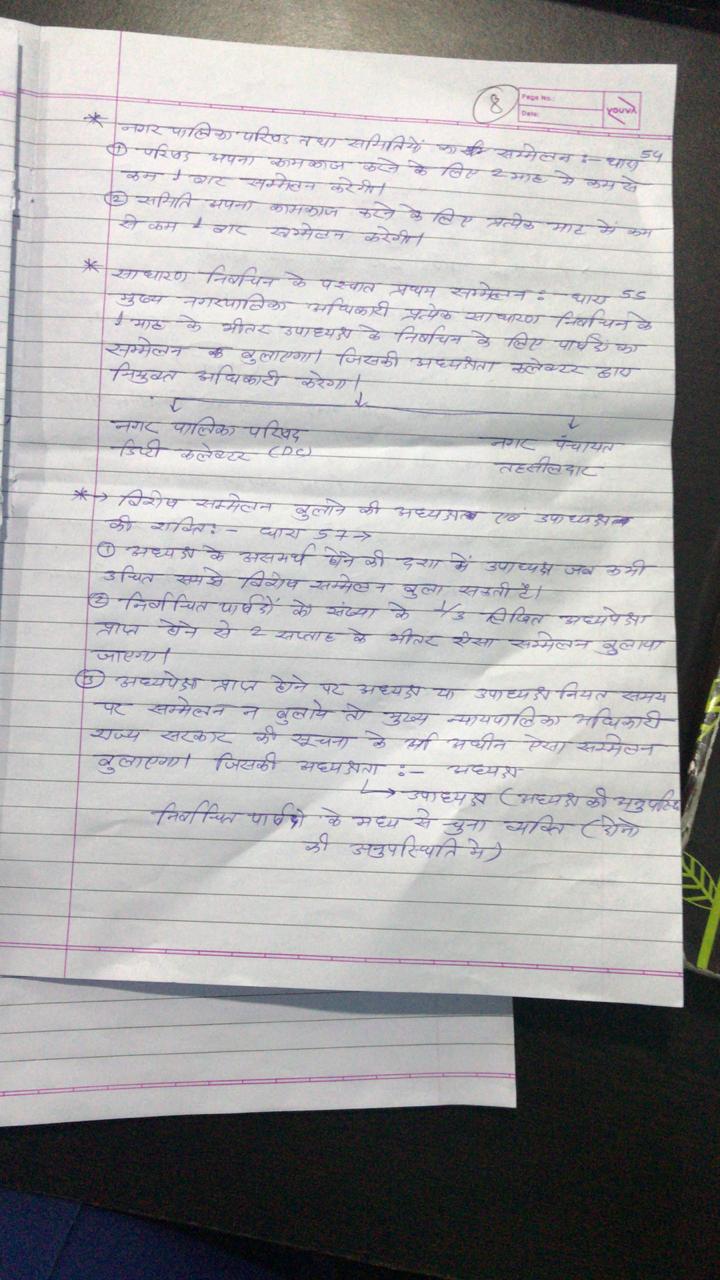 8
Page No.:
Date:
YOUVA
* नगर पालिका परिषद तथा समितियों का सम्मेलन :- धारा 54
① परिषद अपना कामकाज करने के लिए 2 माह में कम से
कम 1 बार सम्मेलन करेगी।
② समिति अपना कामकाज करने के लिए प्रत्येक माह में कम
से कम 1 बार सम्मेलन करेगी।
* साधारण निर्वाचन के पश्चात प्रथम सम्मेलन :- धारा 55
मुख्य नगरपालिका अधिकारी प्रत्येक साधारण निर्वाचन के
1 माह के भीतर उपाध्यक्ष के निर्वाचन के लिए पार्षदों का
सम्मेलन बुलाएगा। जिसकी अध्यक्षता कलेक्टर द्वारा
नियुक्त अधिकारी करेगा।
नगर पालिका परिषद
डिप्टी कलेक्टर (DC)
नगर पंचायत
तहसीलदार
*→ विशेष सम्मेलन बुलाने की अध्यक्ष एवं उपाध्यक्ष
की शक्ति :- धारा 57→
① अध्यक्ष के असमर्थ होने की दशा में उपाध्यक्ष जब कभी
उचित समझे विशेष सम्मेलन बुला सकती है।
② निर्वाचित पार्षदों की संख्या के 1/3 लिखित अध्यपेक्षा
प्राप्त होने से 2 सप्ताह के भीतर ऐसा सम्मेलन बुलाया
जाएगा।
③ अध्यपेक्षा प्राप्त होने पर अध्यक्ष या उपाध्यक्ष नियत समय
पर सम्मेलन न बुलाये तो मुख्य न्यायपालिका अधिकारी
राज्य सरकार की सूचना के अधीन ऐसा सम्मेलन
बुलाएगा। जिसकी अध्यक्षता :- अध्यक्ष
→ उपाध्यक्ष (अध्यक्ष की
निर्वाचित पार्षदों के मध्य से चुना व्यक्ति (दोनो
की अनुपस्थिति में)